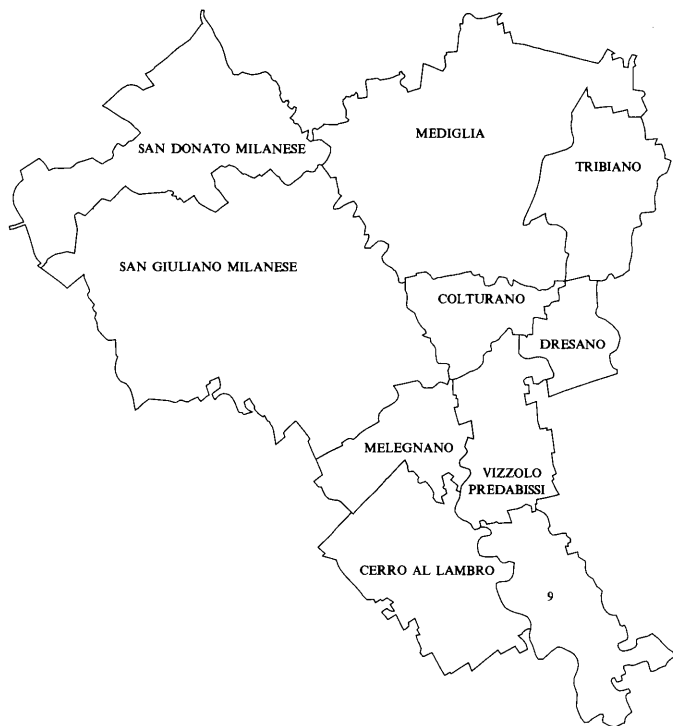 MEDIGLIA
SAN DONATO MILANESE
TRIBIANO
SAN GIULIANO MILANESE
COLTURANO
DRESANO
MELEGNANO
VIZZOLO
PREDABISSI
CERRO AL LAMBRO
9